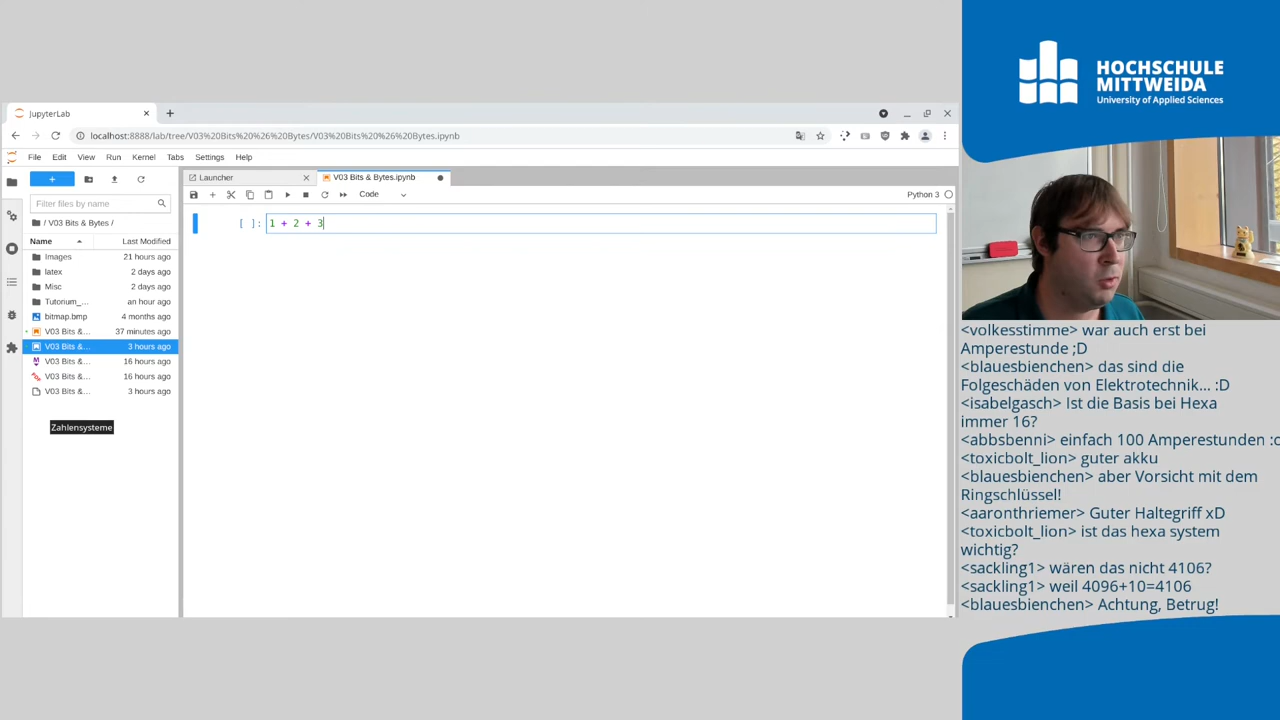 JupyterLab
localhost:8888/lab/tree/V03%20Bits%20%26%20Bytes/V03%20Bits%20%26%20Bytes.ipynb
File Edit View Run Kernel Tabs Settings Help
Launcher
V03 Bits & Bytes.ipynb
Code
Python 3
Filter files by name
/ V03 Bits & Bytes /
Name Last Modified
Images 21 hours ago
latex 2 days ago
Misc 2 days ago
Tutorium_... an hour ago
bitmap.bmp 4 months ago
V03 Bits &... 37 minutes ago
V03 Bits &... 3 hours ago
V03 Bits &... 16 hours ago
V03 Bits &... 16 hours ago
V03 Bits &... 3 hours ago
Zahlensysteme
[ ]: 1 + 2 + 3
HOCHSCHULE
MITTWEIDA
University of Applied Sciences
<volkesstimme> war auch erst bei
Amperestunde ;D
<blauesbienchen> das sind die
Folgeschäden von Elektrotechnik... :D
<isabelgasch> Ist die Basis bei Hexa
immer 16?
<abbsbenni> einfach 100 Amperestunden :o
<toxicbolt_lion> guter akku
<blauesbienchen> aber Vorsicht mit dem
Ringschlüssel!
<aaronthriemer> Guter Haltegriff xD
<toxicbolt_lion> ist das hexa system
wichtig?
<sackling1> wären das nicht 4106?
<sackling1> weil 4096+10=4106
<blauesbienchen> Achtung, Betrug!